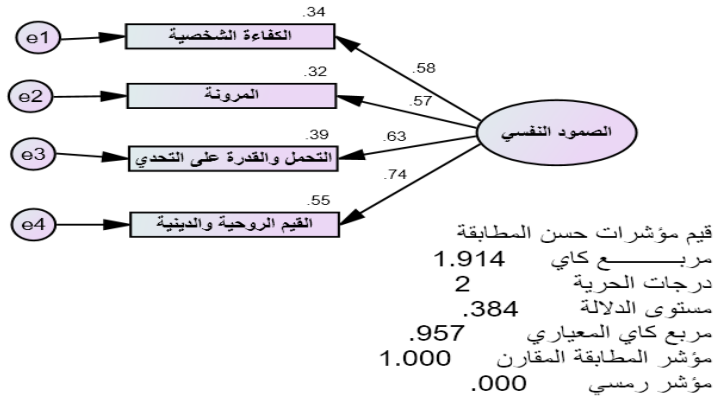 .34
e1 الكفاءة الشخصية
.58
.32
e2 المرونة
.57
الصمود النفسي
.39
e3 التحمل والقدرة على التحدي
.63
.74
.55
e4 القيم الروحية والدينية
قيم مؤشرات حسن المطابقة
مربـــــــع كاي 1.914
درجات الحرية 2
مستوى الدلالة .384
مربع كاي المعياري .957
مؤشر المطابقة المقارن 1.000
مؤشر رمسي .000